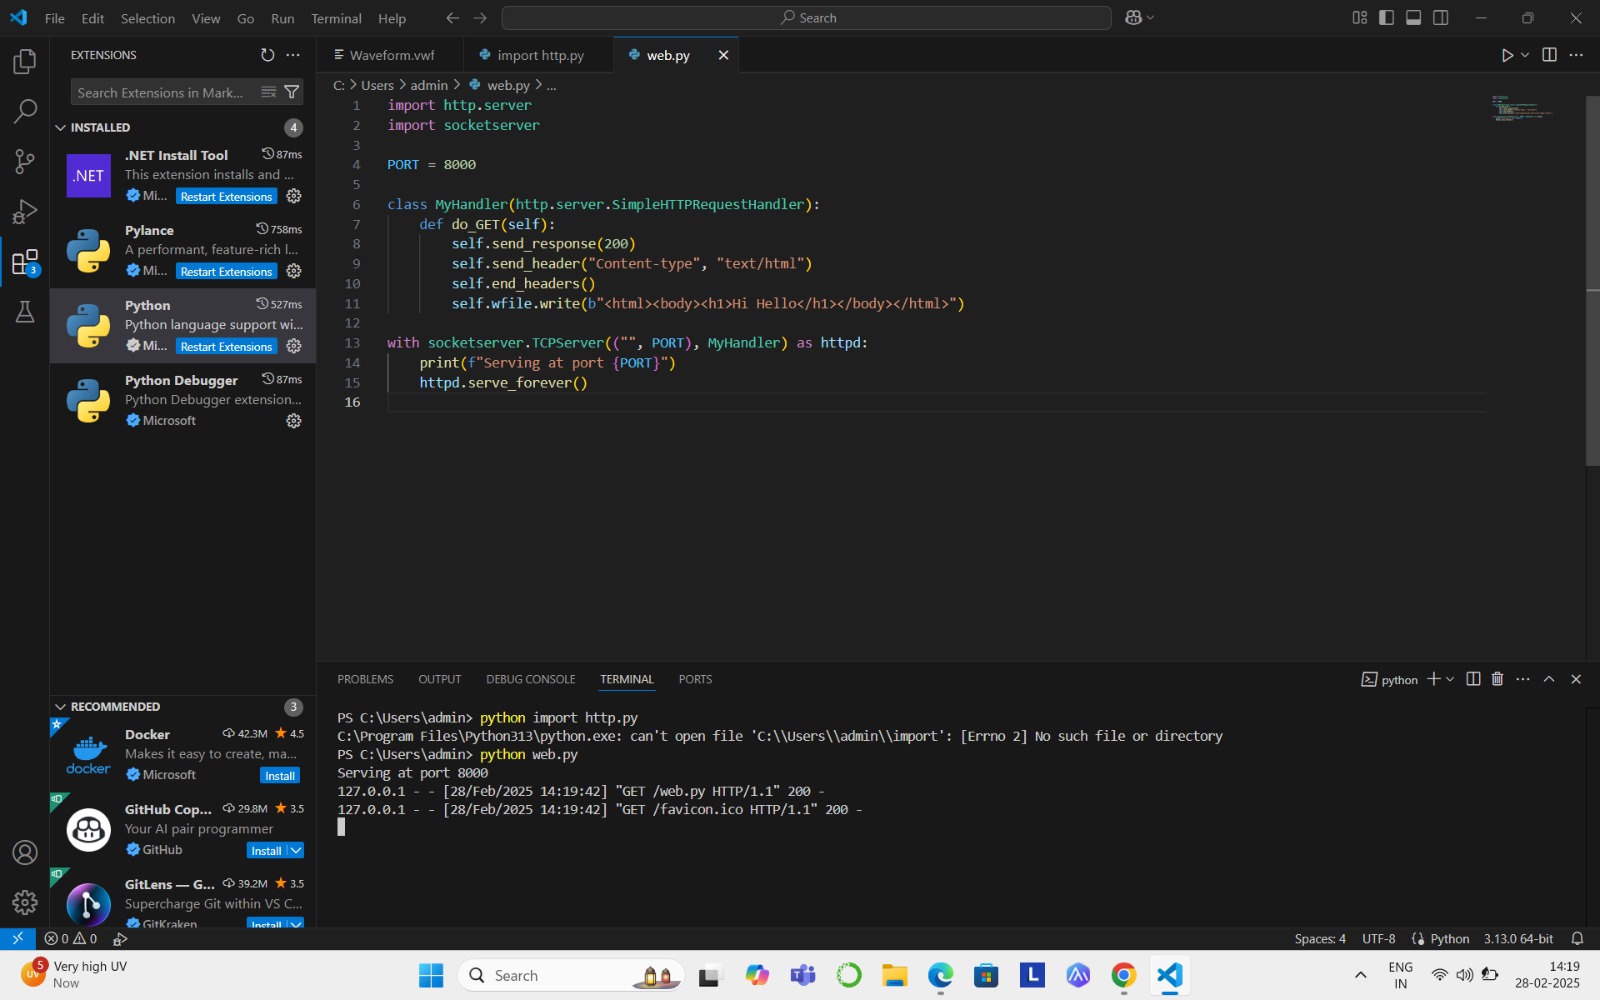 File Edit Selection View Go Run Terminal Help
Search
EXTENSIONS
Search Extensions in Mark...
INSTALLED 4
.NET
.NET Install Tool 87ms
This extension installs and ...
Mi... Restart Extensions
Pylance 758ms
A performant, feature-rich l...
Mi... Restart Extensions
3
Python 527ms
Python language support wi...
Mi... Restart Extensions
Python Debugger 87ms
Python Debugger extension...
Microsoft
RECOMMENDED 3
docker
Docker 42.3M 4.5
Makes it easy to create, ma...
Microsoft Install
GitHub Cop... 29.8M 3.5
Your AI pair programmer
GitHub Install
GitLens — G... 39.2M 3.5
Supercharge Git within VS C...
GitKraken Install
Waveform.vwf import http.py web.py
C: > Users > admin > web.py > ...
1 import http.server
2 import socketserver
3
4 PORT = 8000
5
6 class MyHandler(http.server.SimpleHTTPRequestHandler):
7 def do_GET(self):
8 self.send_response(200)
9 self.send_header("Content-type", "text/html")
10 self.end_headers()
11 self.wfile.write(b"<html><body><h1>Hi Hello</h1></body></html>")
12
13 with socketserver.TCPServer(("", PORT), MyHandler) as httpd:
14 print(f"Serving at port {PORT}")
15 httpd.serve_forever()
16
PROBLEMS OUTPUT DEBUG CONSOLE TERMINAL PORTS
python
PS C:\Users\admin> python import http.py
C:\Program Files\Python313\python.exe: can't open file 'C:\\Users\\admin\\import': [Errno 2] No such file or directory
PS C:\Users\admin> python web.py
Serving at port 8000
127.0.0.1 - - [28/Feb/2025 14:19:42] "GET /web.py HTTP/1.1" 200 -
127.0.0.1 - - [28/Feb/2025 14:19:42] "GET /favicon.ico HTTP/1.1" 200 -
0 0
Spaces: 4 UTF-8 Python 3.13.0 64-bit
UV 5
Very high UV
Now
Search
L
ENG
IN
14:19
28-02-2025